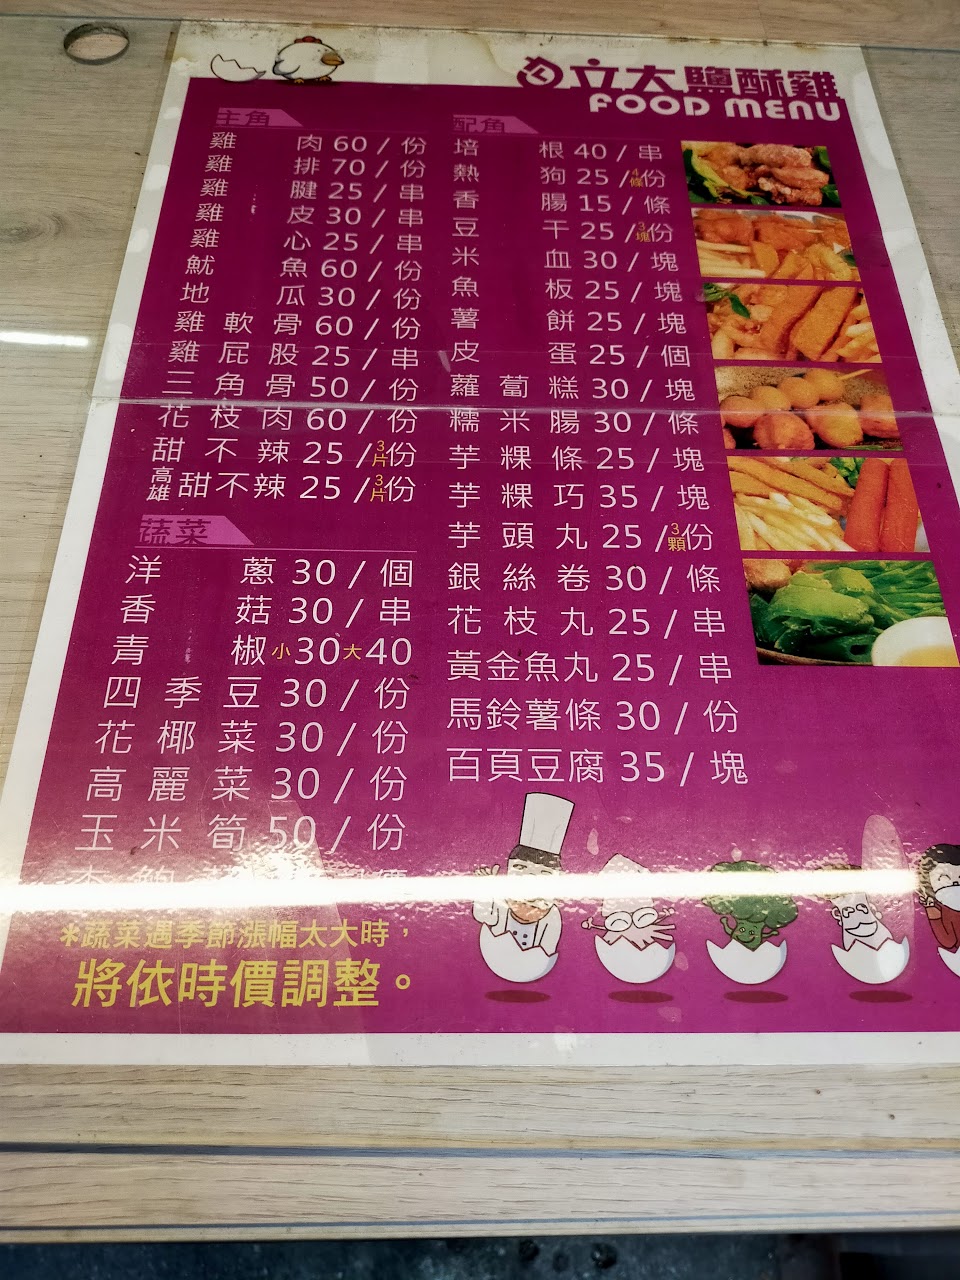 立太鹽酥雞
FOOD MENU
主角
雞肉 60 / 份
雞排 70 / 份
雞腱 25 / 串
雞皮 30 / 串
雞心 25 / 串
魷魚 60 / 份
地瓜 30 / 份
雞軟骨 60 / 份
雞屁股 25 / 串
三角骨 50 / 份
花枝肉 60 / 份
甜不辣 25 / 3片份
高雄甜不辣 25 / 3片份
蔬菜
洋蔥 30 / 個
香菇 30 / 串
青椒 小30大40
四季豆 30 / 份
花椰菜 30 / 份
高麗菜 30 / 份
玉米筍 50 / 份
*蔬菜遇季節漲幅太大時，
將依時價調整。
配角
培根 40 / 串
熱狗 25 / 4條份
香腸 15 / 條
豆干 25 / 3塊份
米血 30 / 塊
魚板 25 / 塊
薯餅 25 / 塊
皮蛋 25 / 個
蘿蔔糕 30 / 塊
糯米腸 30 / 條
芋粿條 25 / 塊
芋粿巧 35 / 塊
芋頭丸 25 / 3顆份
銀絲卷 30 / 條
花枝丸 25 / 串
黃金魚丸 25 / 串
馬鈴薯條 30 / 份
百頁豆腐 35 / 塊